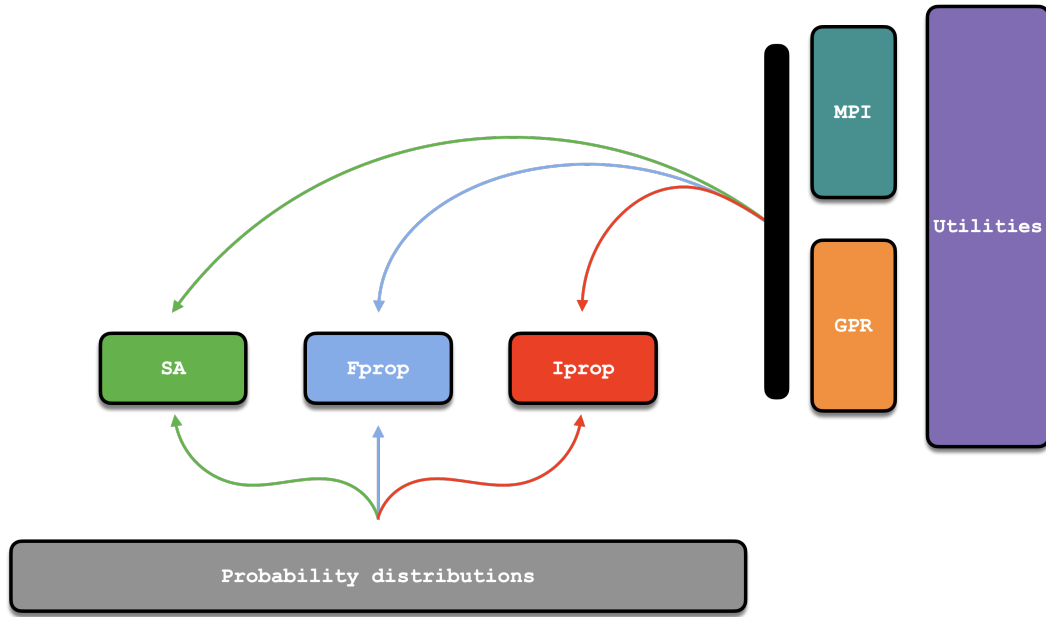 MPI
Utilities
GPR
SA
Fprop
Iprop
Probability distributions